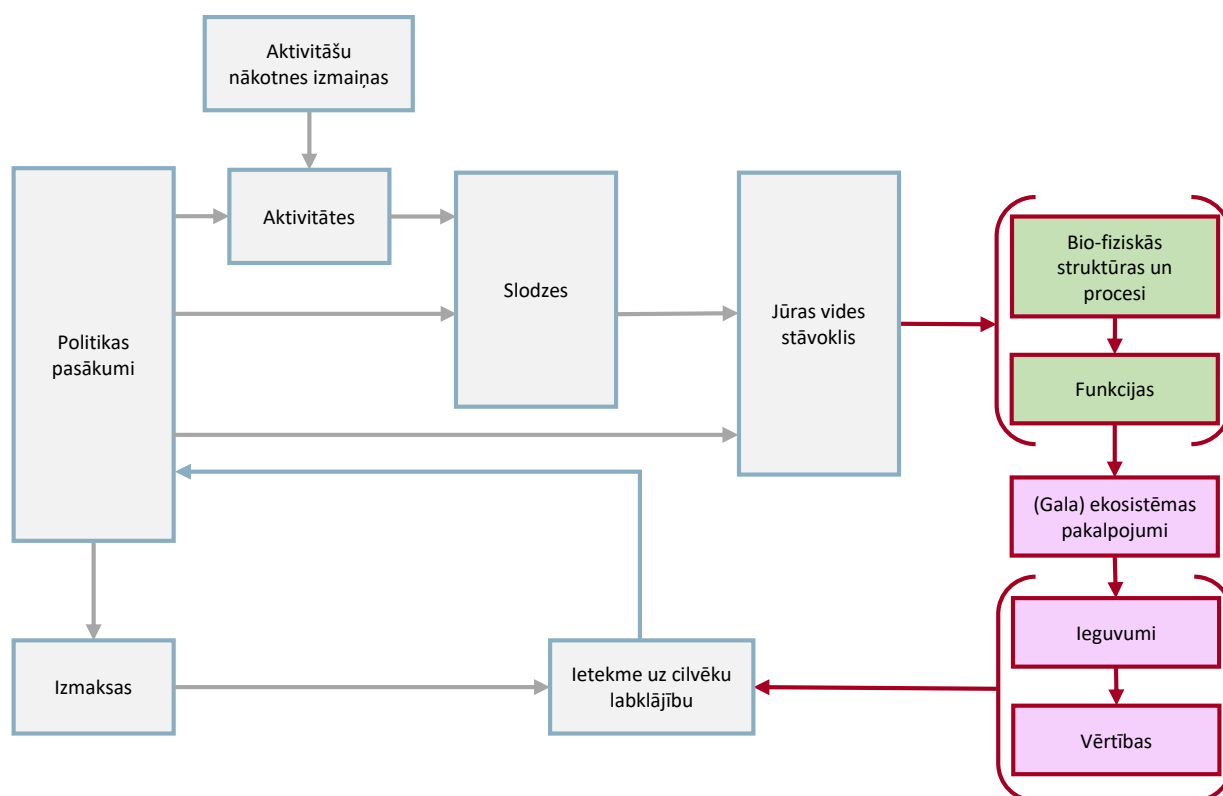 Aktivitāšu
nākotnes izmaiņas
Aktivitātes
Slodzes
Jūras vides
stāvoklis
Politikas
pasākumi
Bio-fiziskās
struktūras un
procesi
Funkcijas
(Gala) ekosistēmas
pakalpojumi
Ieguvumi
Vērtības
Izmaksas
Ietekme uz cilvēku
labklājību